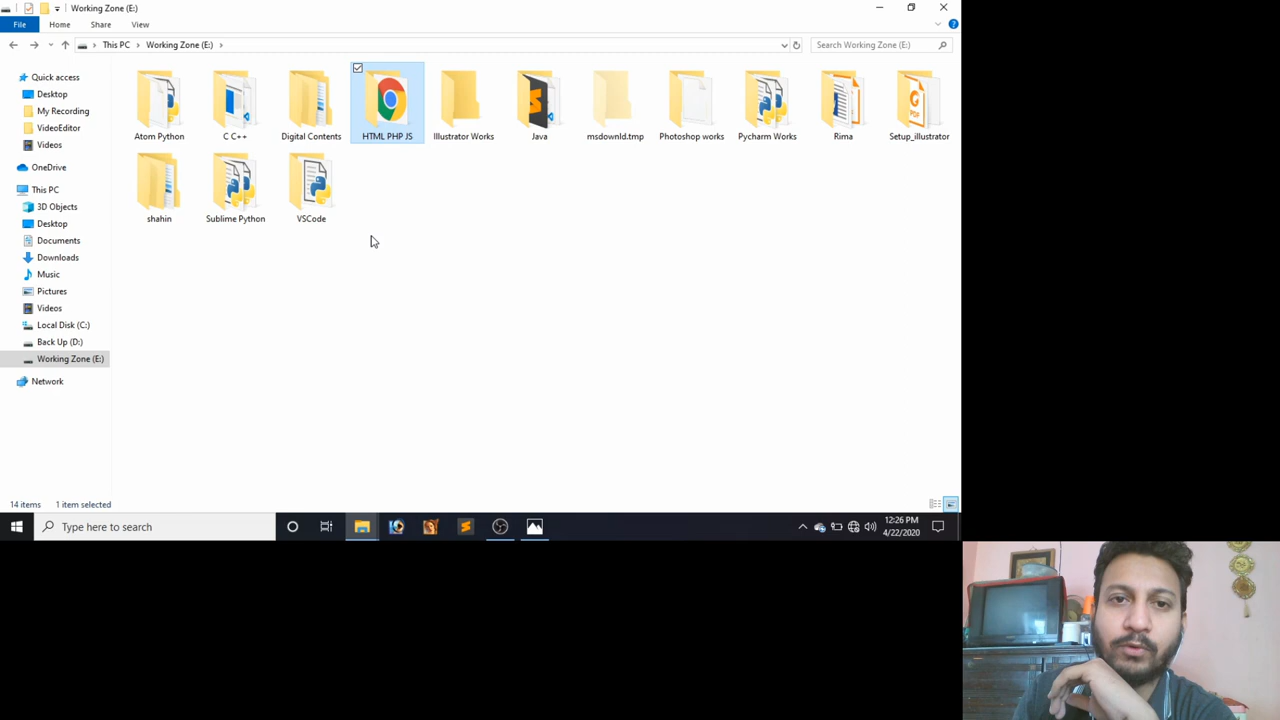 Working Zone (E:)
File Home Share View
This PC Working Zone (E:) Search Working Zone (E:)
Quick access
Desktop
My Recording
VideoEditor
Videos
OneDrive
This PC
3D Objects
Desktop
Documents
Downloads
Music
Pictures
Videos
Local Disk (C:)
Back Up (D:)
Working Zone (E:)
Network
Atom Python C C++ Digital Contents HTML PHP JS Illustrator Works Java msdownld.tmp Photoshop works Pycharm Works Rima Setup_illustrator
PDF
shahin Sublime Python VSCode
14 items 1 item selected
Type here to search
12:26 PM
4/22/2020